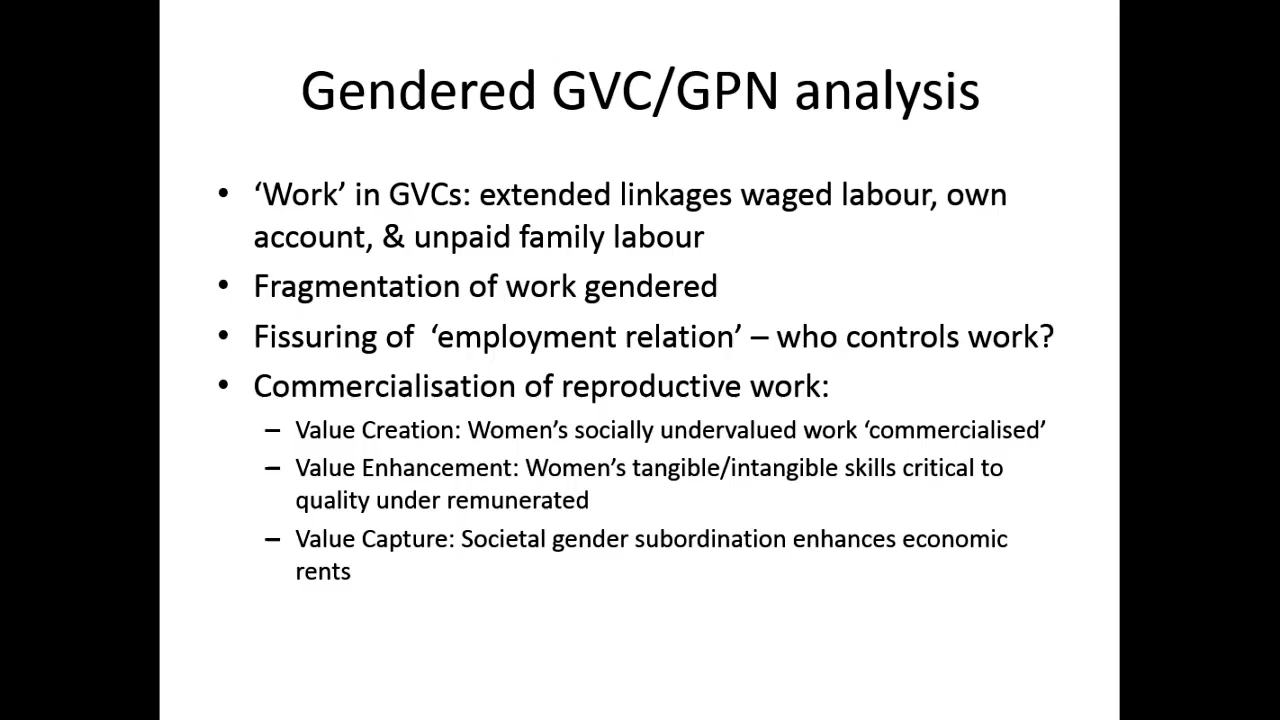 Gendered GVC/GPN analysis
• ‘Work’ in GVCs: extended linkages waged labour, own
account, & unpaid family labour
• Fragmentation of work gendered
• Fissuring of ‘employment relation’ – who controls work?
• Commercialisation of reproductive work:
– Value Creation: Women’s socially undervalued work ‘commercialised’
– Value Enhancement: Women’s tangible/intangible skills critical to
quality under remunerated
– Value Capture: Societal gender subordination enhances economic
rents